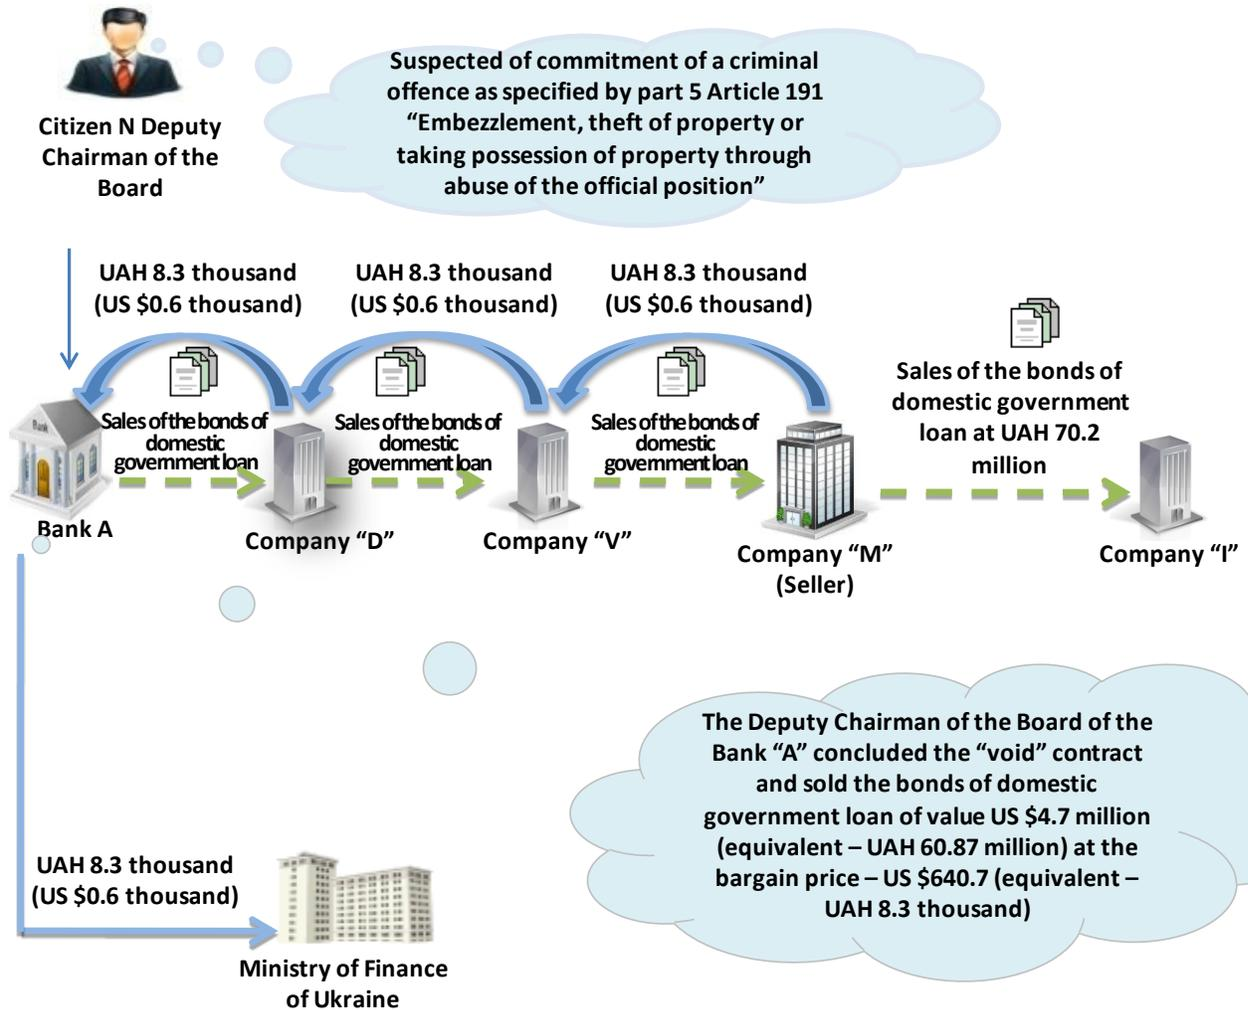 Suspected of commitment of a criminal
offence as specified by part 5 Article 191
“Embezzlement, theft of property or
taking possession of property through
abuse of the official position”
Citizen N Deputy
Chairman of the
Board
UAH 8.3 thousand
(US $0.6 thousand)
UAH 8.3 thousand
(US $0.6 thousand)
UAH 8.3 thousand
(US $0.6 thousand)
Sales of the bonds of
domestic government
loan at UAH 70.2
million
Bank
Sales of the bonds of
domestic
government loan
Sales of the bonds of
domestic
government loan
Sales of the bonds of
domestic
government loan
Bank A
Company “D”
Company “V”
Company “M”
(Seller)
Company “I”
The Deputy Chairman of the Board of the
Bank “A” concluded the “void” contract
and sold the bonds of domestic
government loan of value US $4.7 million
(equivalent – UAH 60.87 million) at the
bargain price – US $640.7 (equivalent –
UAH 8.3 thousand)
UAH 8.3 thousand
(US $0.6 thousand)
Ministry of Finance
of Ukraine